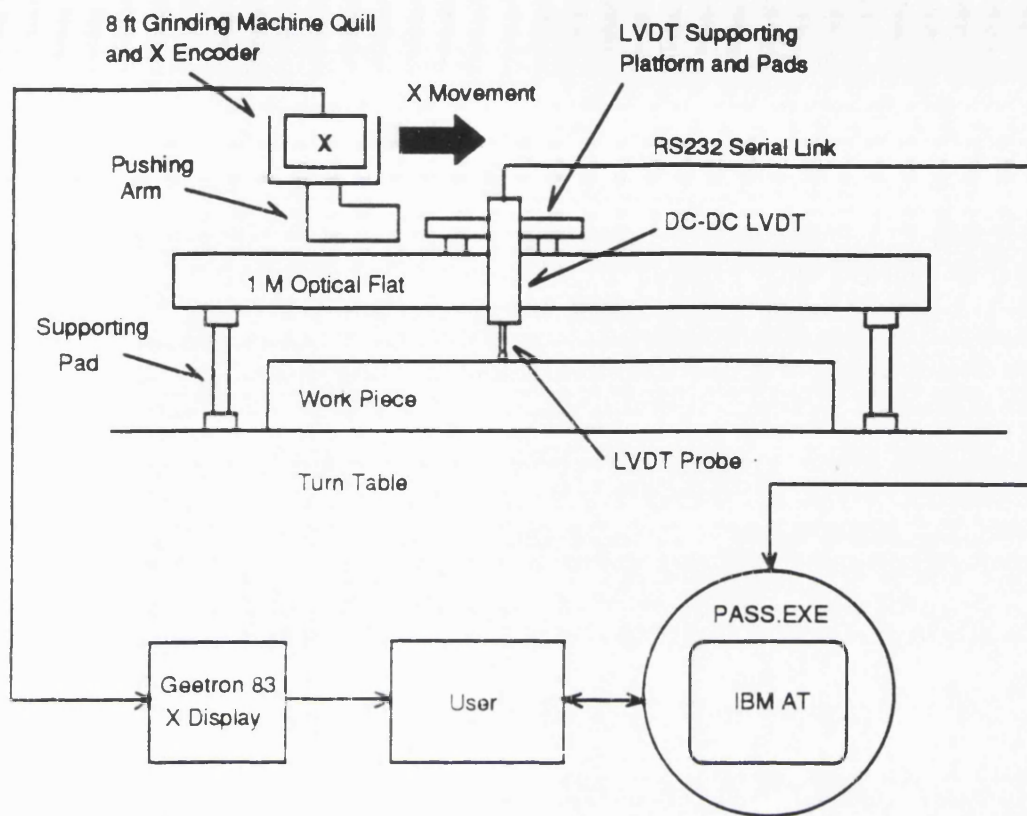 8 ft Grinding Machine Quill
and X Encoder
LVDT Supporting
Platform and Pads
X Movement
X
RS232 Serial Link
Pushing
Arm
DC-DC LVDT
1 M Optical Flat
Supporting
Pad
Work Piece
LVDT Probe
Turn Table
PASS.EXE
Geetron 83
X Display
User
IBM AT